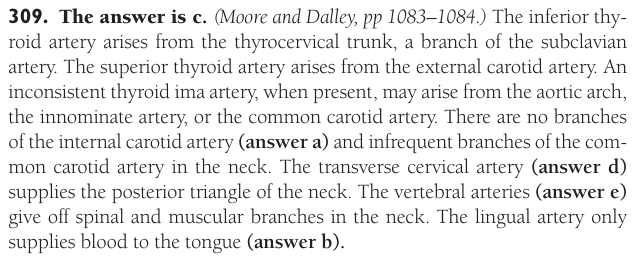 309. The answer is c. (Moore and Dalley, pp 1083–1084.) The inferior thy-
roid artery arises from the thyrocervical trunk, a branch of the subclavian
artery. The superior thyroid artery arises from the external carotid artery. An
inconsistent thyroid ima artery, when present, may arise from the aortic arch,
the innominate artery, or the common carotid artery. There are no branches
of the internal carotid artery (answer a) and infrequent branches of the com-
mon carotid artery in the neck. The transverse cervical artery (answer d)
supplies the posterior triangle of the neck. The vertebral arteries (answer e)
give off spinal and muscular branches in the neck. The lingual artery only
supplies blood to the tongue (answer b).